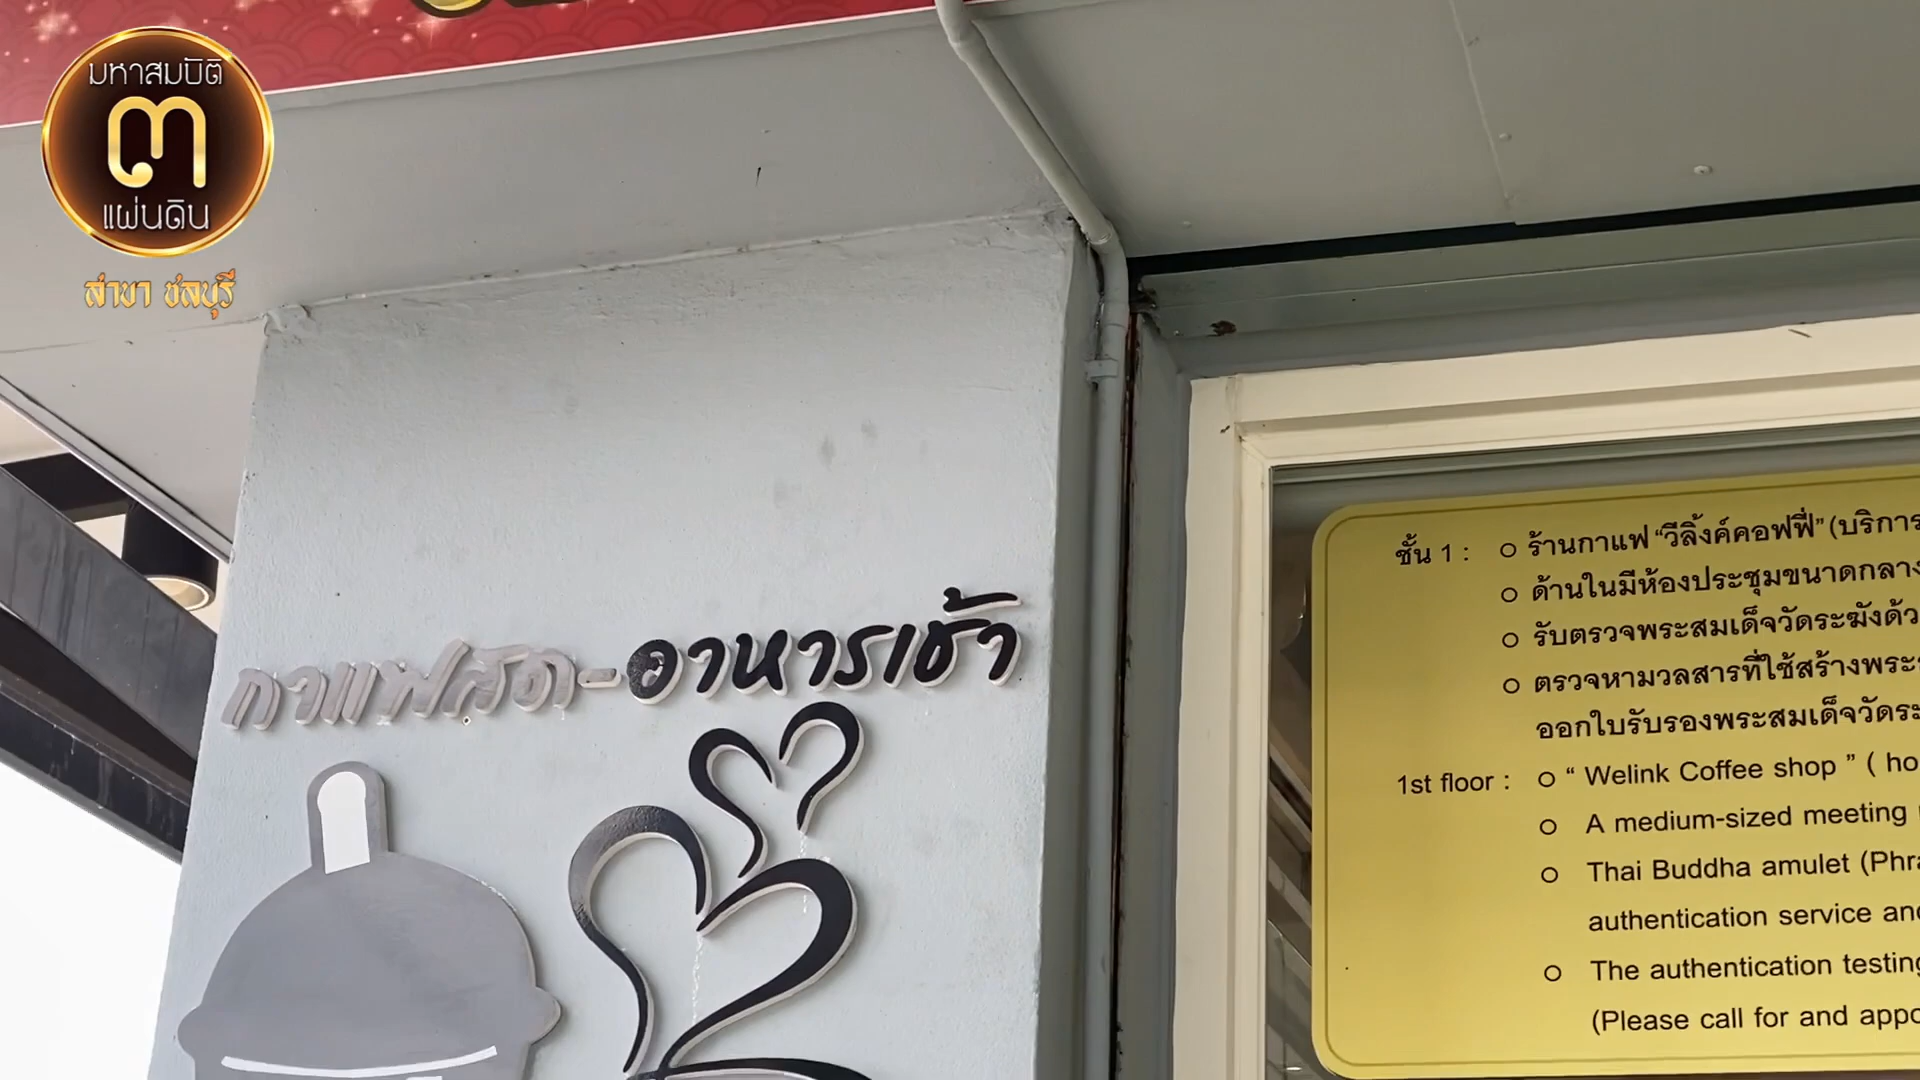 มหาสมบัติ
๓
แผ่นดิน
สาขา ชลบุรี
กาแฟสด-อาหารเช้า
ชั้น 1 : ร้านกาแฟ “วีลิ้งค์คอฟฟี่” (บริการ
ด้านในมีห้องประชุมขนาดกลาง
รับตรวจพระสมเด็จวัดระฆังด้ว
ตรวจหามวลสารที่ใช้สร้างพระ
ออกใบรับรองพระสมเด็จวัดระ
1st floor : “ Welink Coffee shop ” ( ho
A medium-sized meeting
Thai Buddha amulet (Phra
authentication service and
The authentication testing
(Please call for and appo